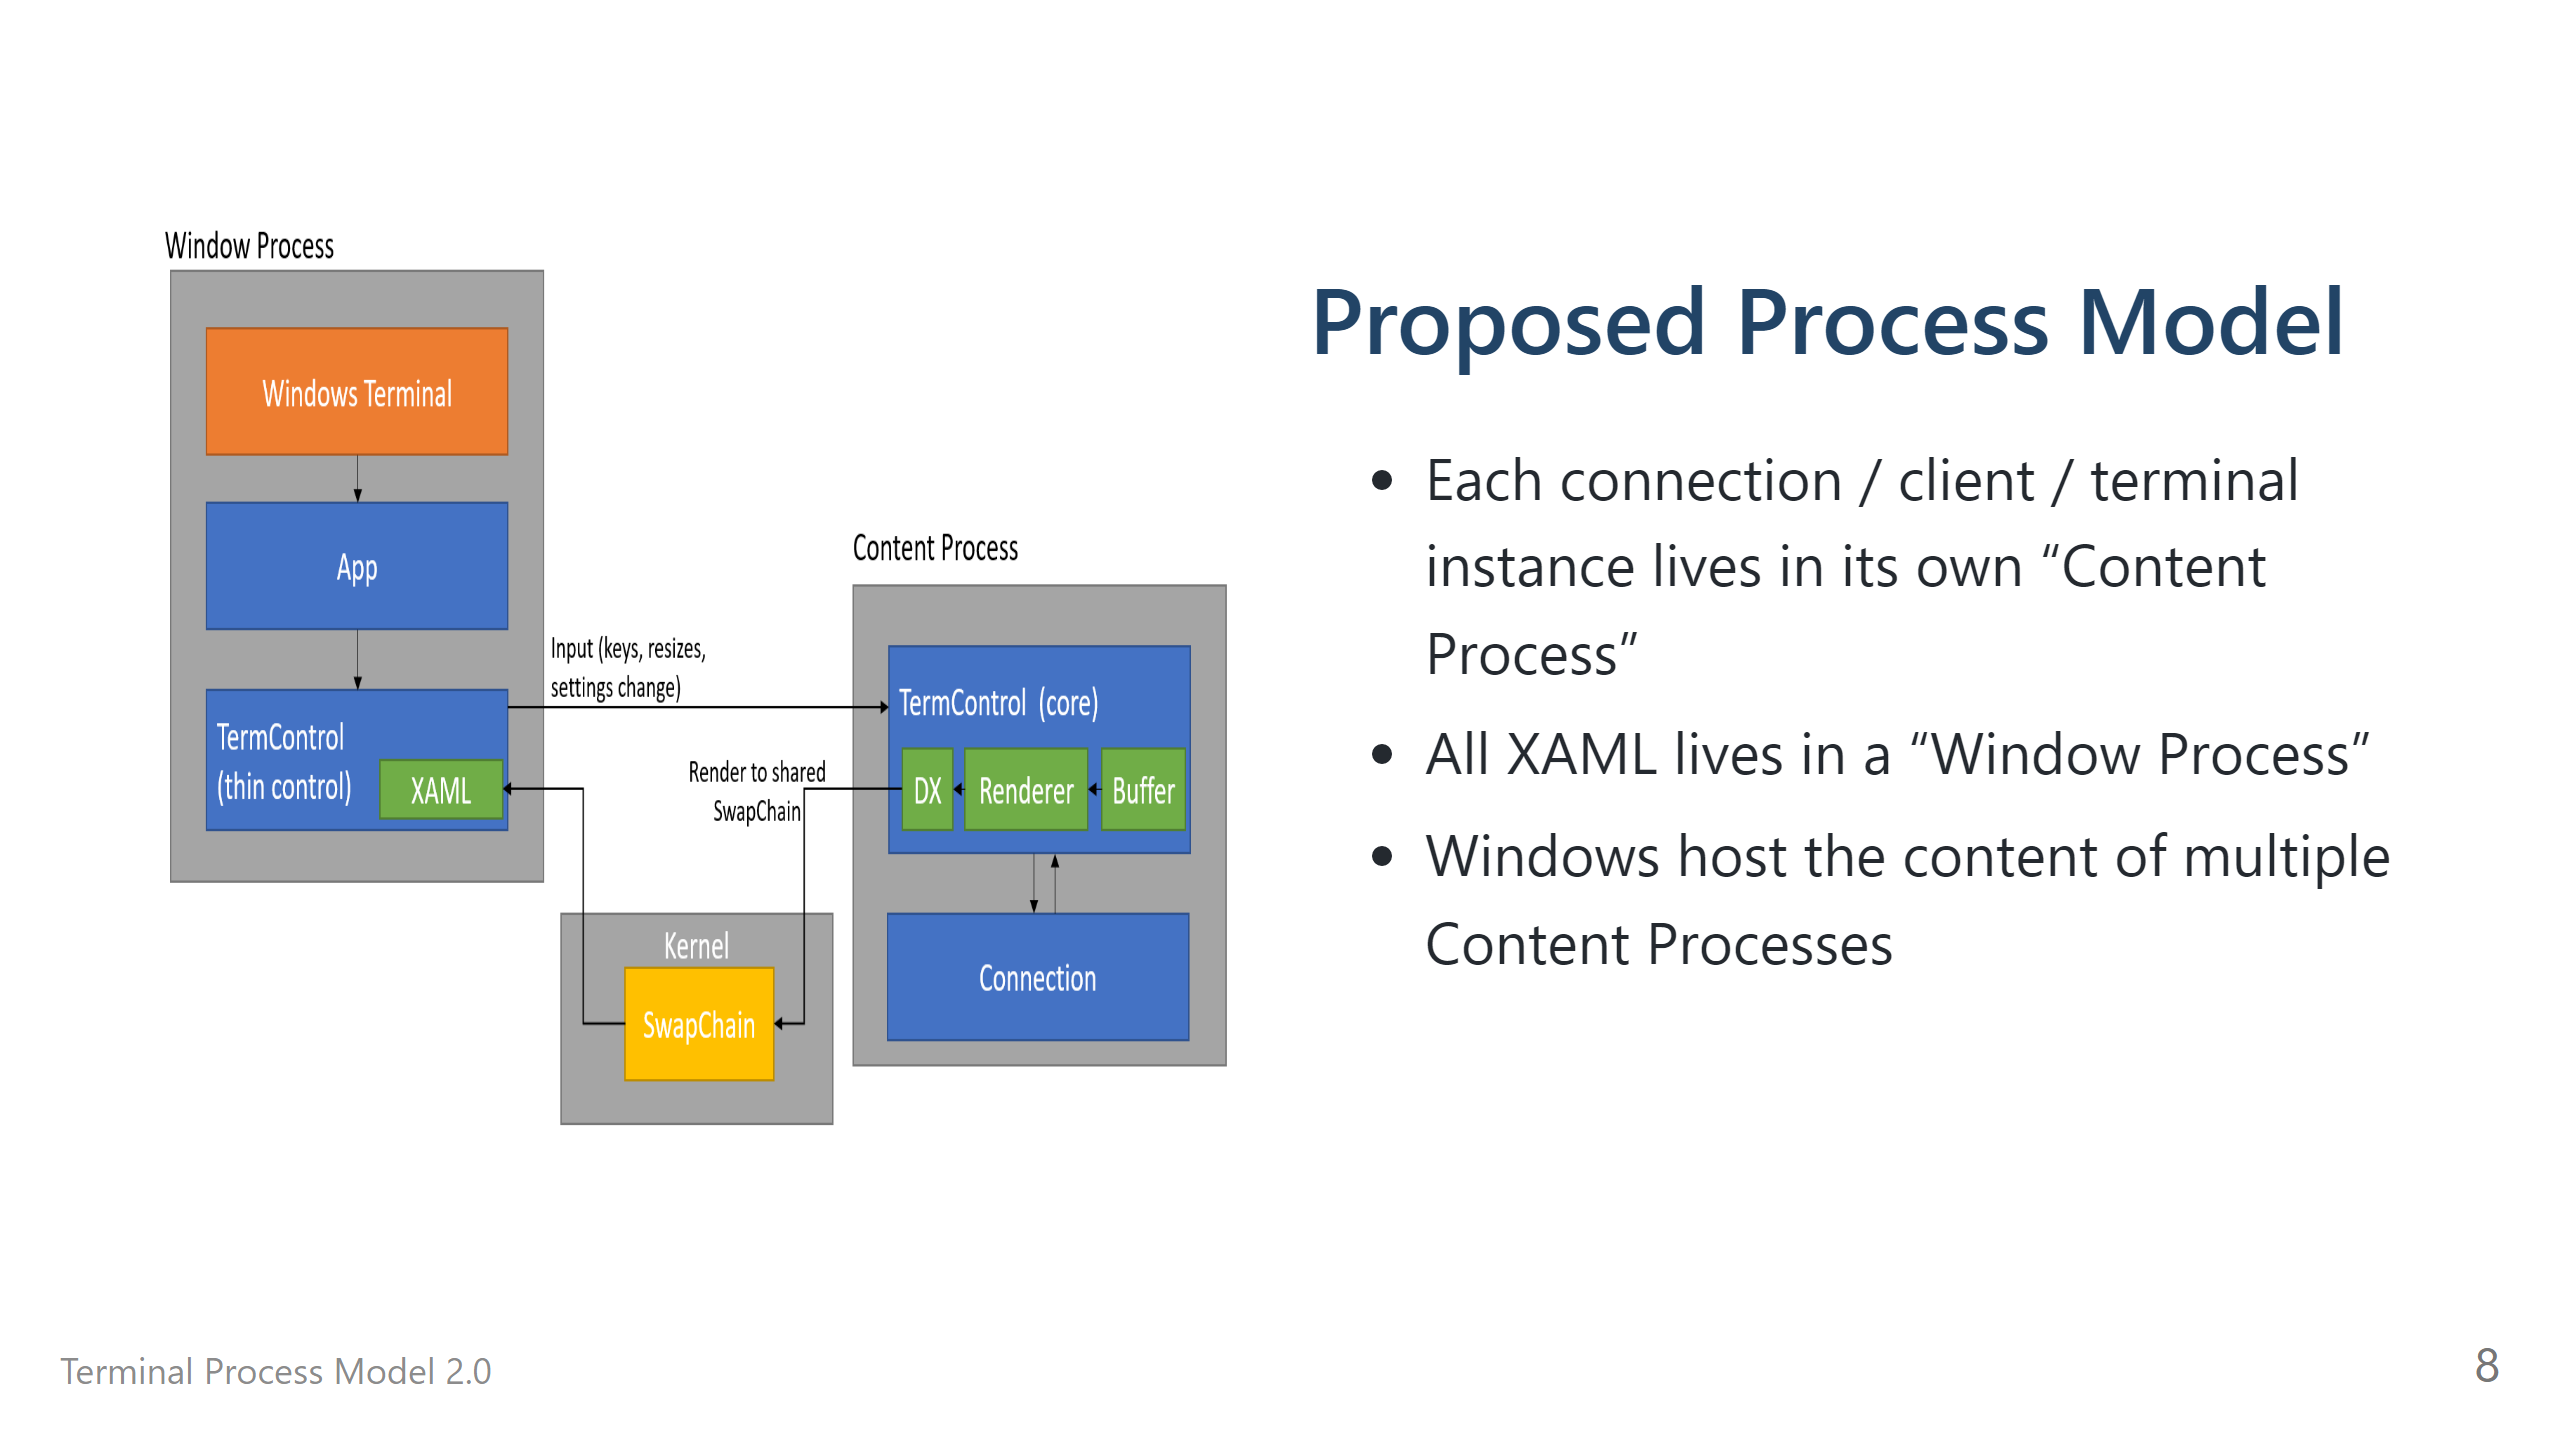 Window Process
Windows Terminal
App
TermControl
(thin control)
XAML
Input (keys, resizes,
settings change)
Render to shared
SwapChain
Kernel
SwapChain
Content Process
TermControl (core)
DX
Renderer
Buffer
Connection
Proposed Process Model
• Each connection / client / terminal
instance lives in its own “Content
Process”
• All XAML lives in a “Window Process”
• Windows host the content of multiple
Content Processes
Terminal Process Model 2.0
8